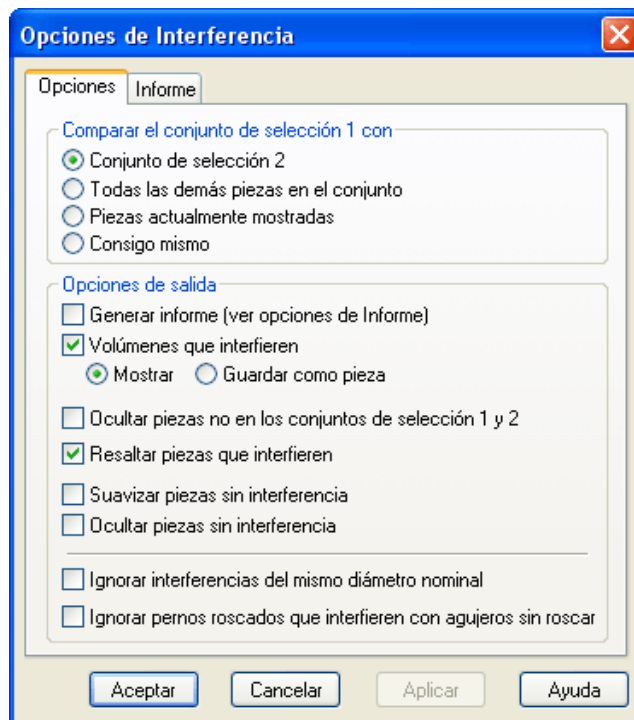 Opciones de Interferencia
Opciones Informe
Comparar el conjunto de selección 1 con
Conjunto de selección 2
Todas las demás piezas en el conjunto
Piezas actualmente mostradas
Consigo mismo
Opciones de salida
Generar informe (ver opciones de Informe)
Volúmenes que interfieren
Mostrar Guardar como pieza
Ocultar piezas no en los conjuntos de selección 1 y 2
Resaltar piezas que interfieren
Suavizar piezas sin interferencia
Ocultar piezas sin interferencia
Ignorar interferencias del mismo diámetro nominal
Ignorar pernos roscados que interfieren con agujeros sin roscar
Aceptar Cancelar Aplicar Ayuda